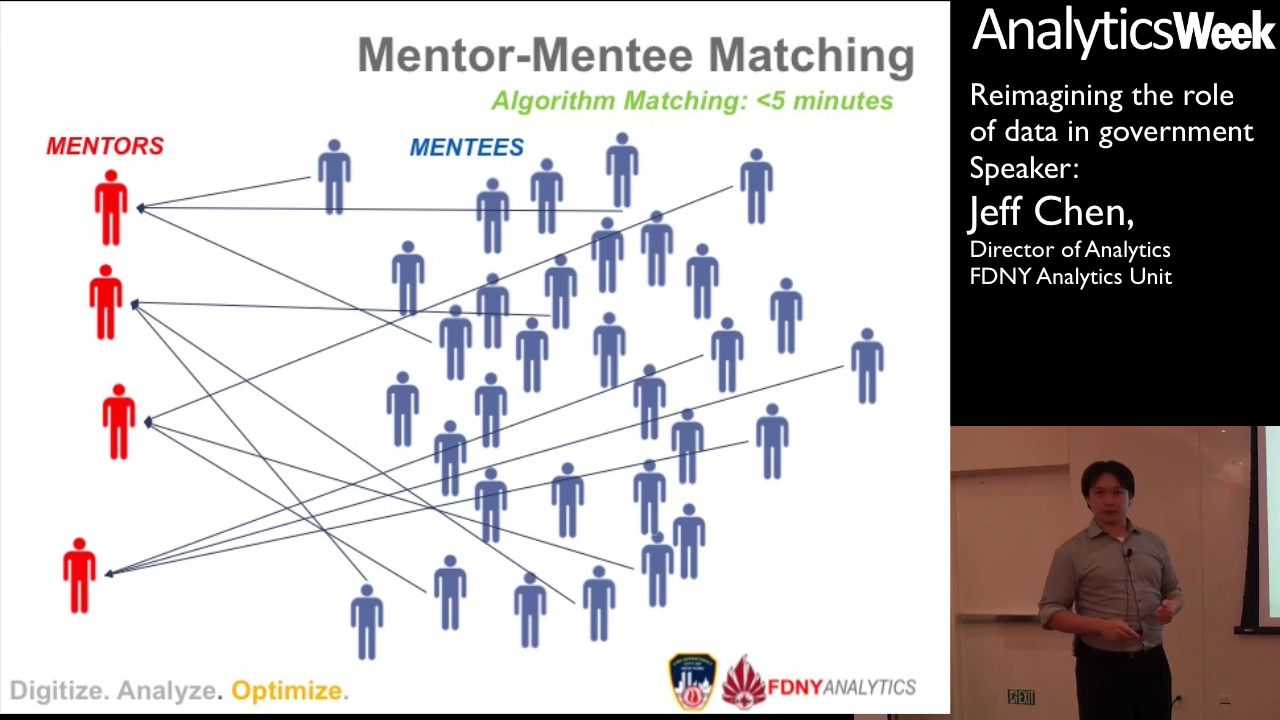 Mentor-Mentee Matching
Algorithm Matching: <5 minutes
MENTORS
MENTEES
Digitize. Analyze. Optimize.
FDNYANALYTICS
AnalyticsWeek
Reimagining the role
of data in government
Speaker:
Jeff Chen,
Director of Analytics
FDNY Analytics Unit
EXIT